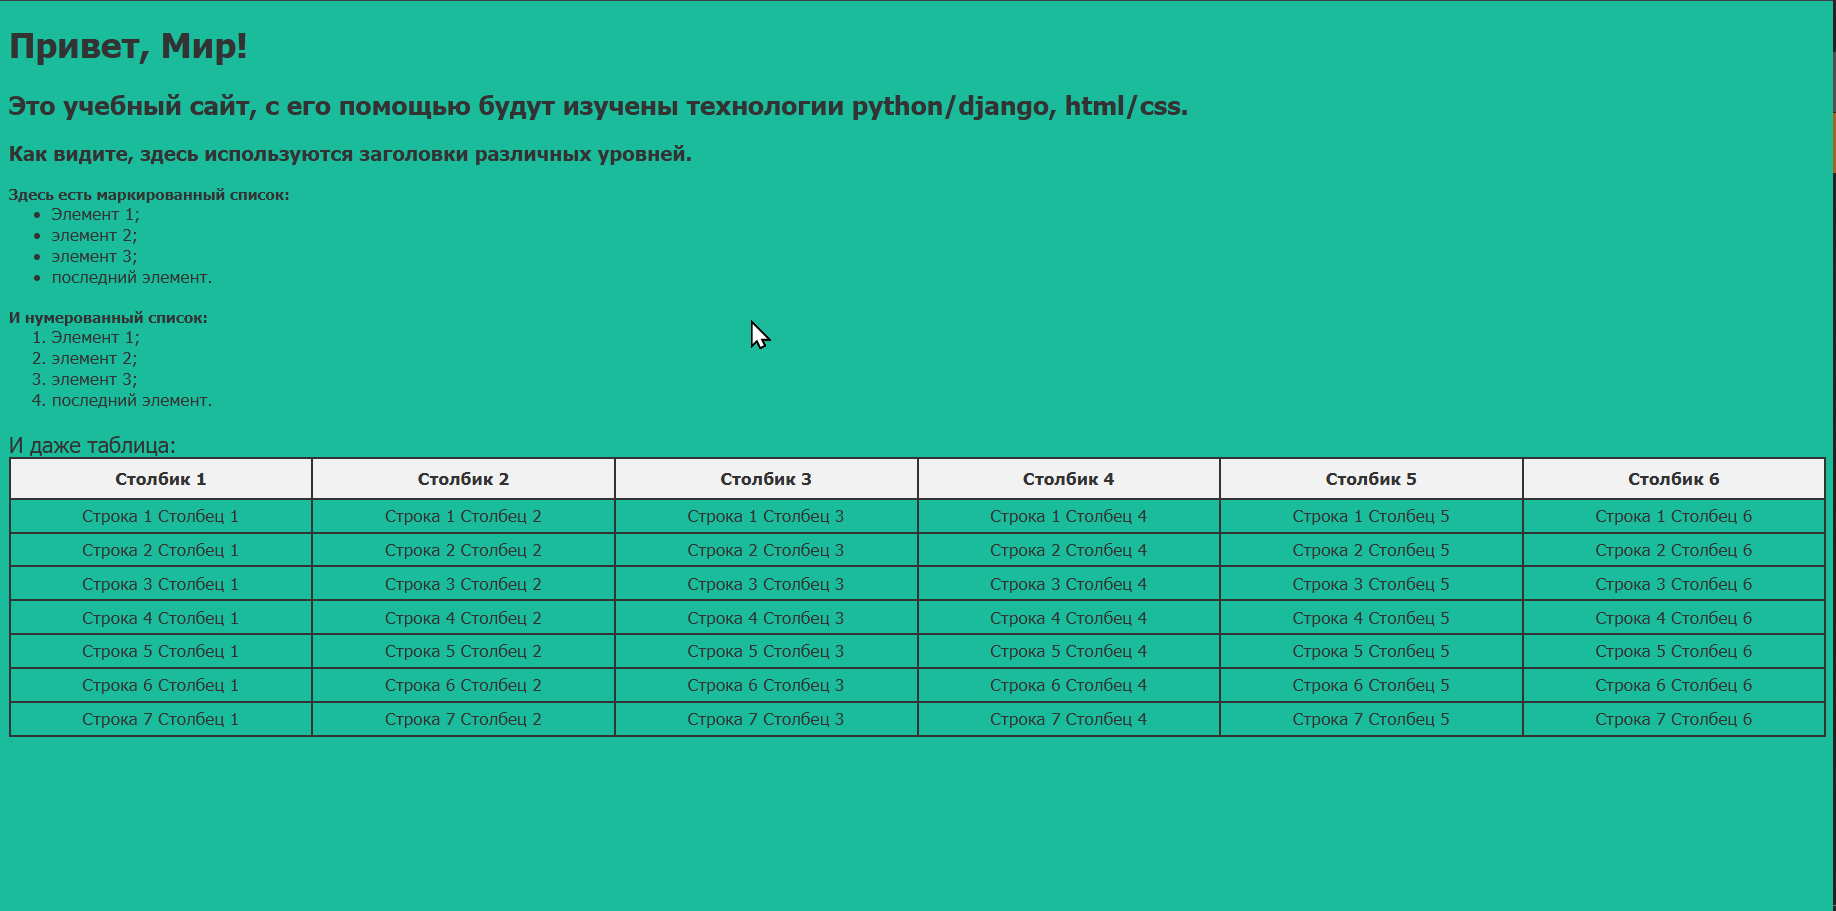 Привет, Мир!
Это учебный сайт, с его помощью будут изучены технологии python/django, html/css.
Как видите, здесь используются заголовки различных уровней.
Здесь есть маркированный список:
• Элемент 1;
• элемент 2;
• элемент 3;
• последний элемент.
И нумерованный список:
1. Элемент 1;
2. элемент 2;
3. элемент 3;
4. последний элемент.
И даже таблица:
Столбик 1 Столбик 2 Столбик 3 Столбик 4 Столбик 5 Столбик 6
Строка 1 Столбец 1 Строка 1 Столбец 2 Строка 1 Столбец 3 Строка 1 Столбец 4 Строка 1 Столбец 5 Строка 1 Столбец 6
Строка 2 Столбец 1 Строка 2 Столбец 2 Строка 2 Столбец 3 Строка 2 Столбец 4 Строка 2 Столбец 5 Строка 2 Столбец 6
Строка 3 Столбец 1 Строка 3 Столбец 2 Строка 3 Столбец 3 Строка 3 Столбец 4 Строка 3 Столбец 5 Строка 3 Столбец 6
Строка 4 Столбец 1 Строка 4 Столбец 2 Строка 4 Столбец 3 Строка 4 Столбец 4 Строка 4 Столбец 5 Строка 4 Столбец 6
Строка 5 Столбец 1 Строка 5 Столбец 2 Строка 5 Столбец 3 Строка 5 Столбец 4 Строка 5 Столбец 5 Строка 5 Столбец 6
Строка 6 Столбец 1 Строка 6 Столбец 2 Строка 6 Столбец 3 Строка 6 Столбец 4 Строка 6 Столбец 5 Строка 6 Столбец 6
Строка 7 Столбец 1 Строка 7 Столбец 2 Строка 7 Столбец 3 Строка 7 Столбец 4 Строка 7 Столбец 5 Строка 7 Столбец 6